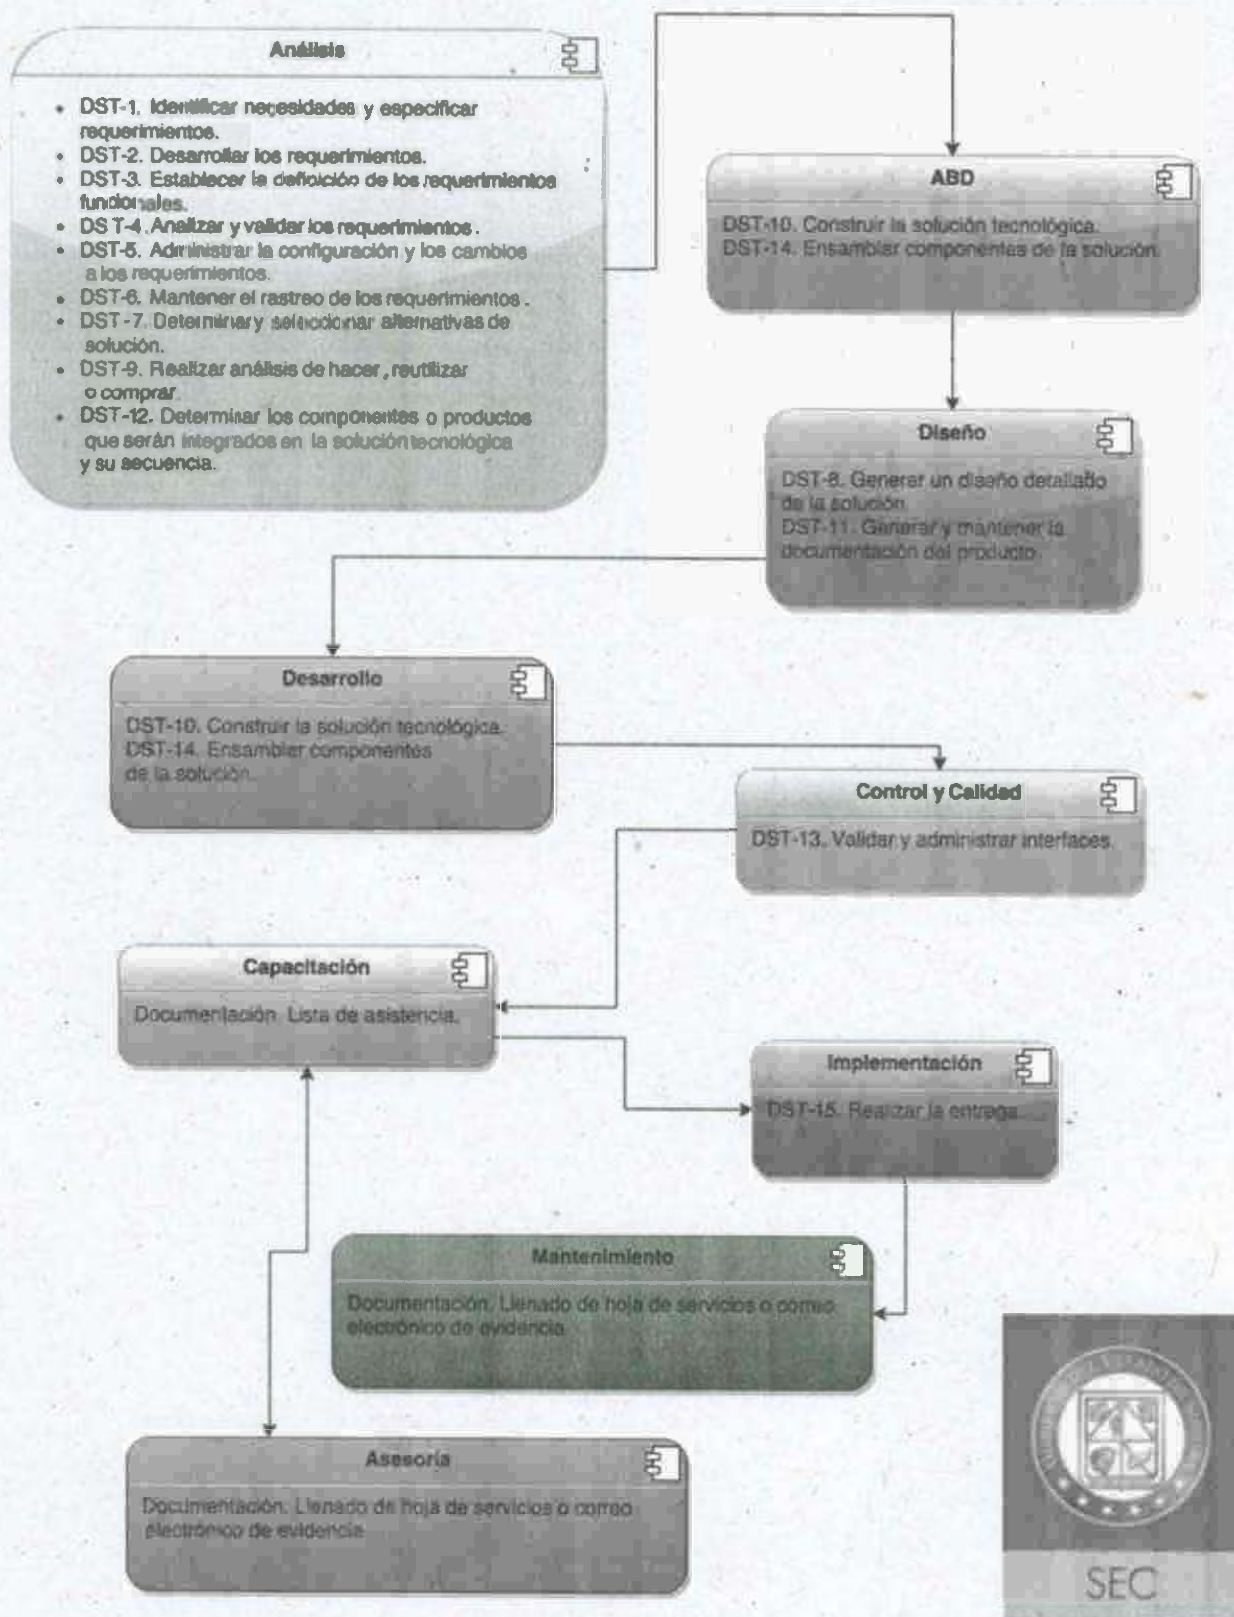 Análisis
• DST-1. Identificar necesidades y especificar
requerimientos.
• DST-2. Desarrollar los requerimientos.
• DST-3. Establecer la definición de los requerimientos
funcionales.
• DST-4. Analizar y validar los requerimientos.
• DST-5. Administrar la configuración y los cambios
a los requerimientos.
• DST-6. Mantener el rastreo de los requerimientos.
• DST-7. Determinar y seleccionar alternativas de
solución.
• DST-9. Realizar análisis de hacer, reutilizar
o comprar.
• DST-12. Determinar los componentes o productos
que serán integrados en la solución tecnológica
y su secuencia.
ABD
DST-10. Construir la solución tecnológica.
DST-14. Ensamblar componentes de la solución.
Diseño
DST-8. Generar un diseño detallado
de la solución.
DST-11. Generar y mantener la
documentación del producto.
Desarrollo
DST-10. Construir la solución tecnológica.
DST-14. Ensambler componentes
de la solución.
Control y Calidad
DST-13. Validar y administrar interfaces.
Capacitación
Documentación. Lista de asistencia.
Implementación
DST-15. Realizar la entrega.
Mantenimiento
Documentación. Llenado de hoja de servicios o correo
electrónico de evidencia
Asesoría
Documentación. Llenado de hoja de servicios o correo
electrónico de evidencia
SEC